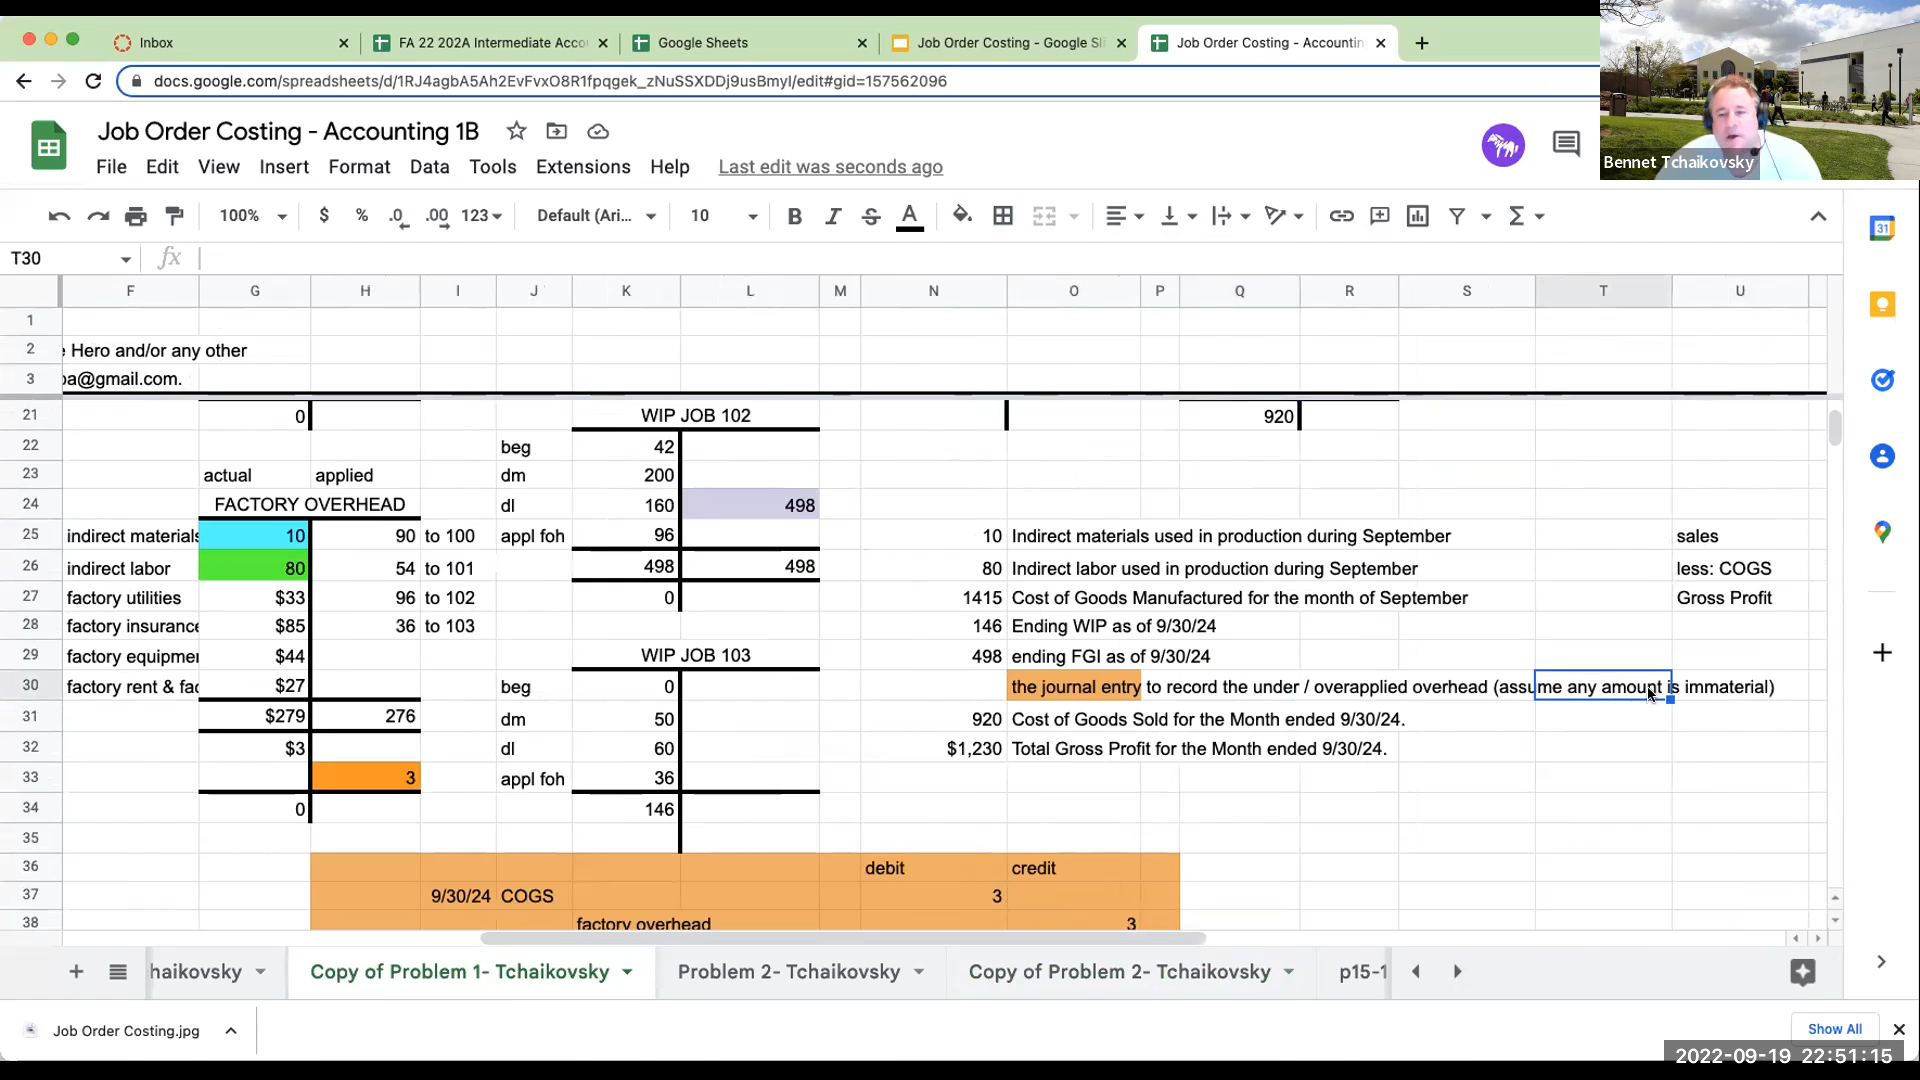 Inbox
FA 22 202A Intermediate Acco
Google Sheets
Job Order Costing - Google Sl
Job Order Costing - Accountin
docs.google.com/spreadsheets/d/1RJ4agbA5Ah2EvFvxO8R1fpqgek_zNuSSXDDj9usBmyI/edit#gid=157562096
Job Order Costing - Accounting 1B
File Edit View Insert Format Data Tools Extensions Help Last edit was seconds ago
Bennet Tchaikovsky
100% $ % .0 .00 123 Default (Ari... 10 B I S A
31
T30 fx
F G H I J K L M N O P Q R S T U
1
2 Hero and/or any other
3 pa@gmail.com.
21 0 WIP JOB 102 920
22 beg 42
23 actual applied dm 200
24 FACTORY OVERHEAD dl 160 498
25 indirect materials 10 90 to 100 appl foh 96 10 Indirect materials used in production during September sales
26 indirect labor 80 54 to 101 498 498 80 Indirect labor used in production during September less: COGS
27 factory utilities $33 96 to 102 0 1415 Cost of Goods Manufactured for the month of September Gross Profit
28 factory insurance $85 36 to 103 146 Ending WIP as of 9/30/24
29 factory equipme $44 WIP JOB 103 498 ending FGI as of 9/30/24
30 factory rent & fac $27 beg 0 the journal entry to record the under / overapplied overhead (assume any amount is immaterial)
31 $279 276 dm 50 920 Cost of Goods Sold for the Month ended 9/30/24.
32 $3 dl 60 $1,230 Total Gross Profit for the Month ended 9/30/24.
33 3 appl foh 36
34 0 146
35
36 debit credit
37 9/30/24 COGS 3
38 factory overhead 3
haikovsky Copy of Problem 1- Tchaikovsky Problem 2- Tchaikovsky Copy of Problem 2- Tchaikovsky p15-1
Job Order Costing.jpg Show All
2022-09-19 22:51:15